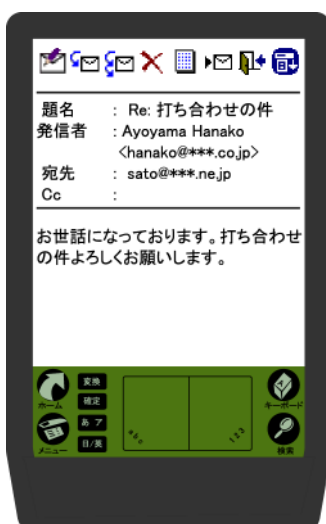 題名 : Re: 打ち合わせの件
発信者 : Ayoyama Hanako
<hanako@***.co.jp>
宛先 : sato@***.ne.jp
Cc :
お世話になっております。打ち合わせ
の件よろしくお願いします。
変換
ホーム 確定 キーボード
あ ア
メニュー 日/英 abc 123 検索